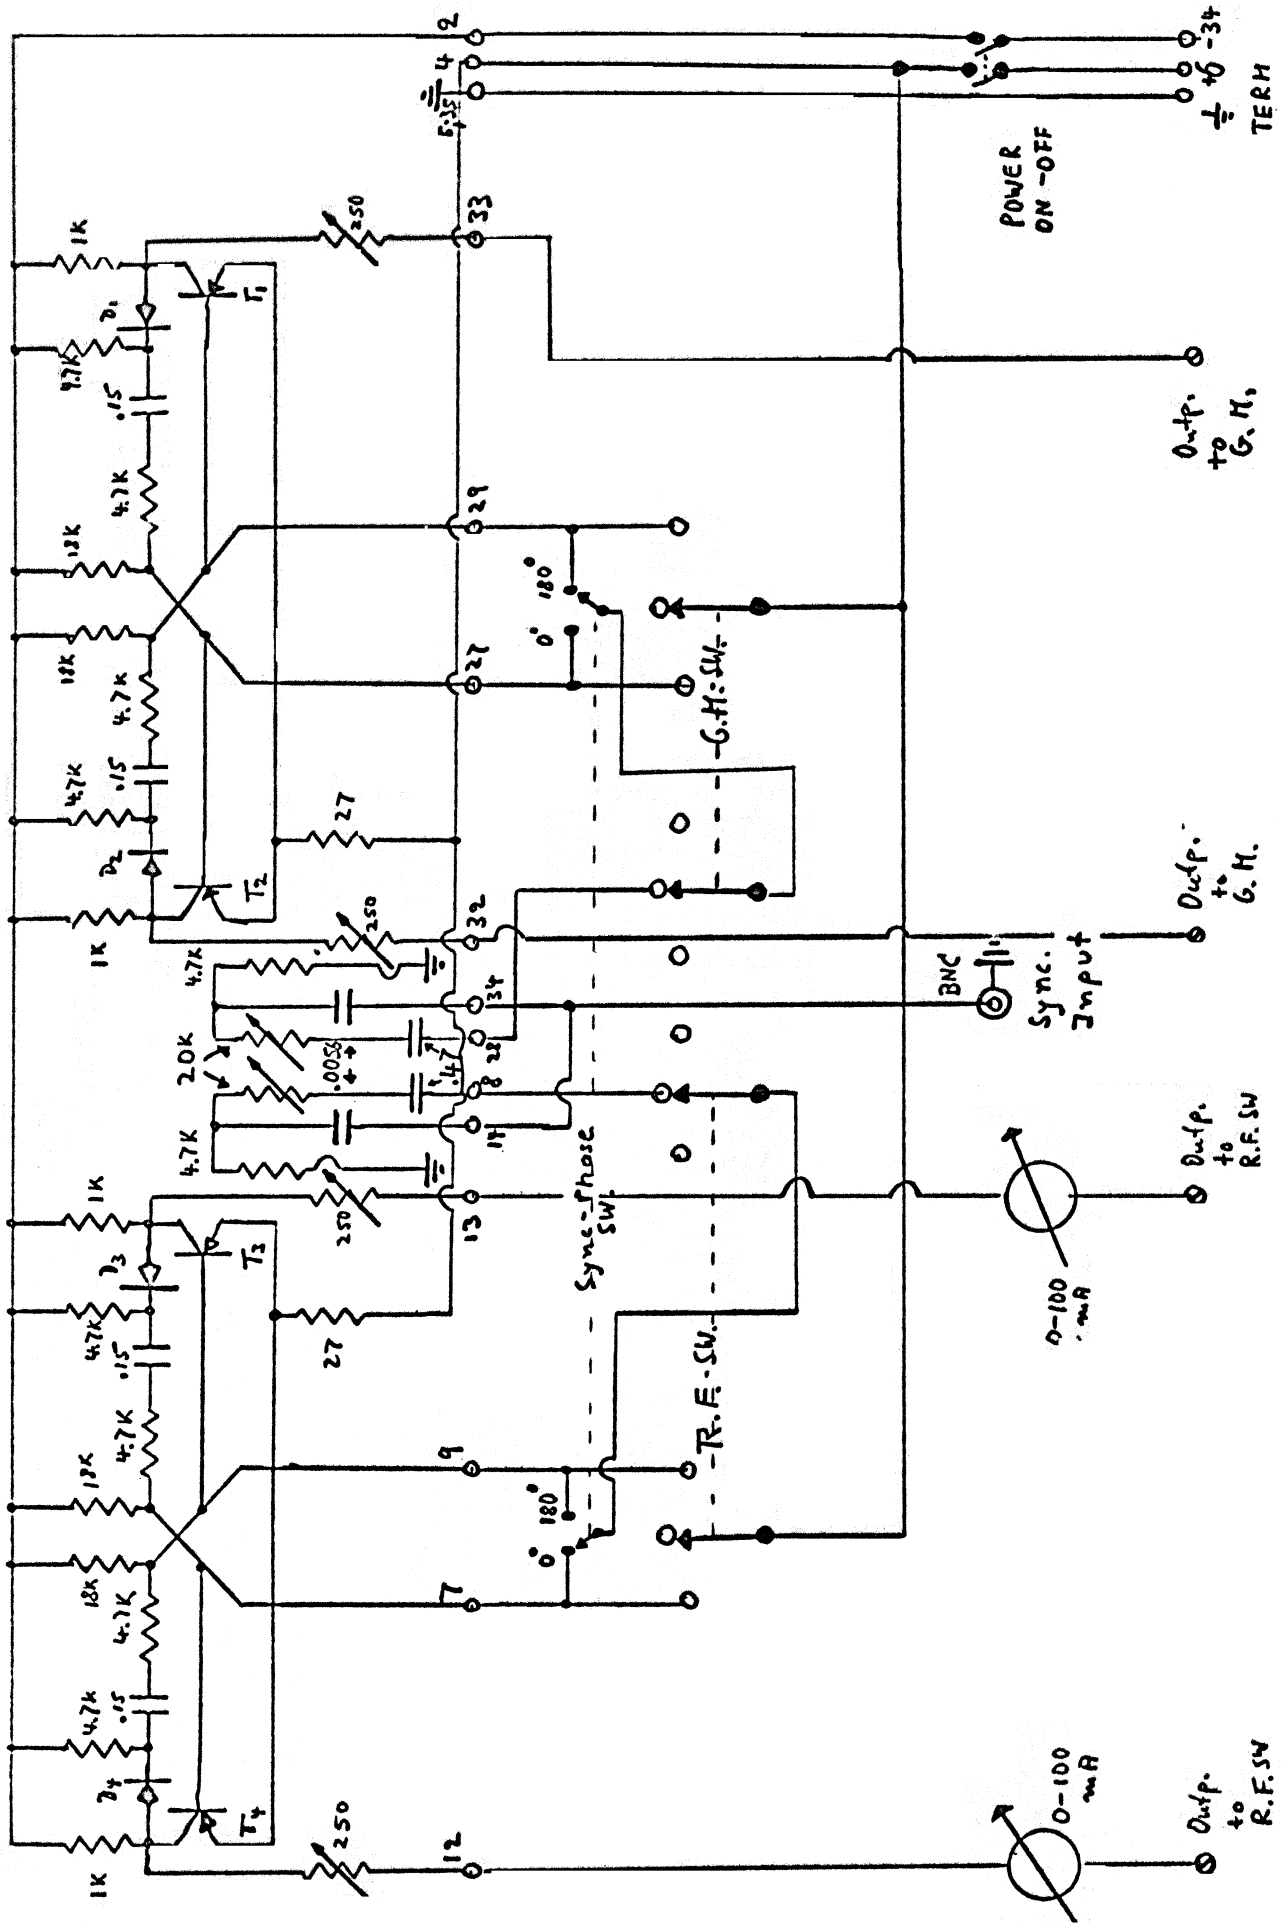 1K
4.7K
.15
4.7K
18K
18K
4.7K
.15
4.7K
1K
D4
D3
T4
T3
250
27
250
4.7K
20K
.0056
.47
4.7K
1K
4.7K
.15
4.7K
18K
18K
4.7K
.15
4.7K
1K
D2
D1
T2
T1
250
27
250
12
7
9
13
14
8
28
34
32
27
29
33
5,35
4
2
0°
180°
Sync-Phase
SW.
0°
180°
R.F.-SW.
G.M.-SW.
POWER
ON-OFF
BNC
Sync.
Input
0-100
mA
0-100
mA
Outp.
to
R.F.SW
Outp.
to
R.F.SW
Outp.
to
G.M.
Outp.
to
G.M.
+6
-34
TERM